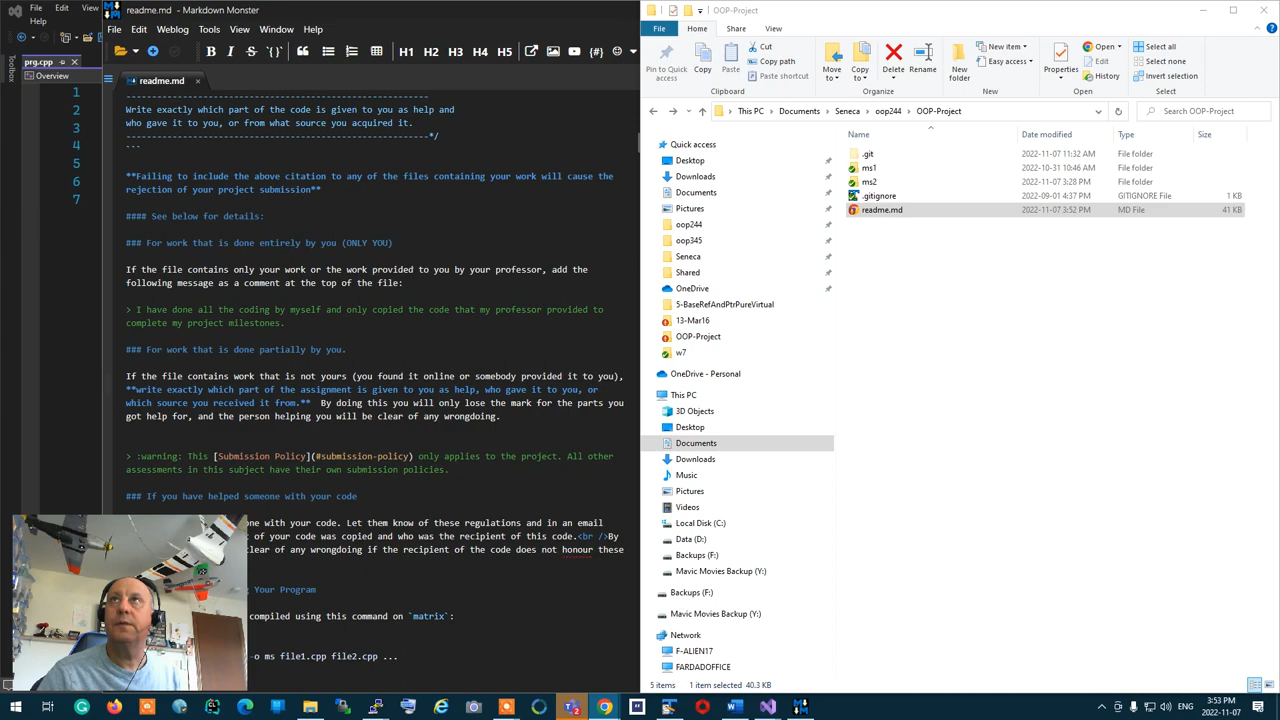 File Edit Vi
Help
readme.md - Markdown Monster
File Edit Weblog Tools View Window Help
H1 H2 H3 H4 H5
prg.cpp
Overview
Toolbox
readme.md
1
2
3
4
5
6
7
----------------------------------------------------
Write exactly which part of the code is given to you as help and
who gave it to you, or from what source you acquired it.
----------------------------------------------------*/
---
**Failing to include the above citation to any of the files containing your work will cause the
rejection of your project submission**
#### See below for details:
### For work that is done entirely by you (ONLY YOU)
If the file contains only your work or the work provided to you by your professor, add the
following message as a comment at the top of the file:
> I have done all the coding by myself and only copied the code that my professor provided to
complete my project milestones.
### For work that is done partially by you.
If the file contains work that is not yours (you found it online or somebody provided it to you),
**write exactly which part of the assignment is given to you as help, who gave it to you, or
which source you received it from.** By doing this you will only lose the mark for the parts you
got help for, and the person helping you will be clear of any wrongdoing.
> :warning: This [Submission Policy](#submission-policy) only applies to the project. All other
assessments in this subject have their own submission policies.
### If you have helped someone with your code
ne with your code. Let them know of these regulations and in an email
of your code was copied and who was the recipient of this code.<br />By
lear of any wrongdoing if the recipient of the code does not honour these
g Your Program
compiled using this command on `matrix`:
-o ms file1.cpp file2.cpp ...
OOP-Project
File Home Share View
Pin to Quick access
Copy
Paste
Cut
Copy path
Paste shortcut
Clipboard
Move to
Copy to
Delete
Rename
Organize
New folder
New item
Easy access
New
Properties
Open
Edit
History
Open
Select all
Select none
Invert selection
Select
This PC Documents Seneca oop244 OOP-Project
Search OOP-Project
Name Date modified Type Size
.git 2022-11-07 11:32 AM File folder
ms1 2022-10-31 10:46 AM File folder
ms2 2022-11-07 3:28 PM File folder
.gitignore 2022-09-01 4:37 PM GITIGNORE File 1 KB
readme.md 2022-11-07 3:52 PM MD File 41 KB
Quick access
Desktop
Downloads
Documents
Pictures
oop244
oop345
Seneca
Shared
OneDrive
5-BaseRefAndPtrPureVirtual
13-Mar16
OOP-Project
w7
OneDrive - Personal
This PC
3D Objects
Desktop
Documents
Downloads
Music
Pictures
Videos
Local Disk (C:)
Data (D:)
Backups (F:)
Mavic Movies Backup (Y:)
Backups (F:)
Mavic Movies Backup (Y:)
Network
F-ALIEN17
FARDADOFFICE
5 items 1 item selected 40.3 KB
3:53 PM
2022-11-07